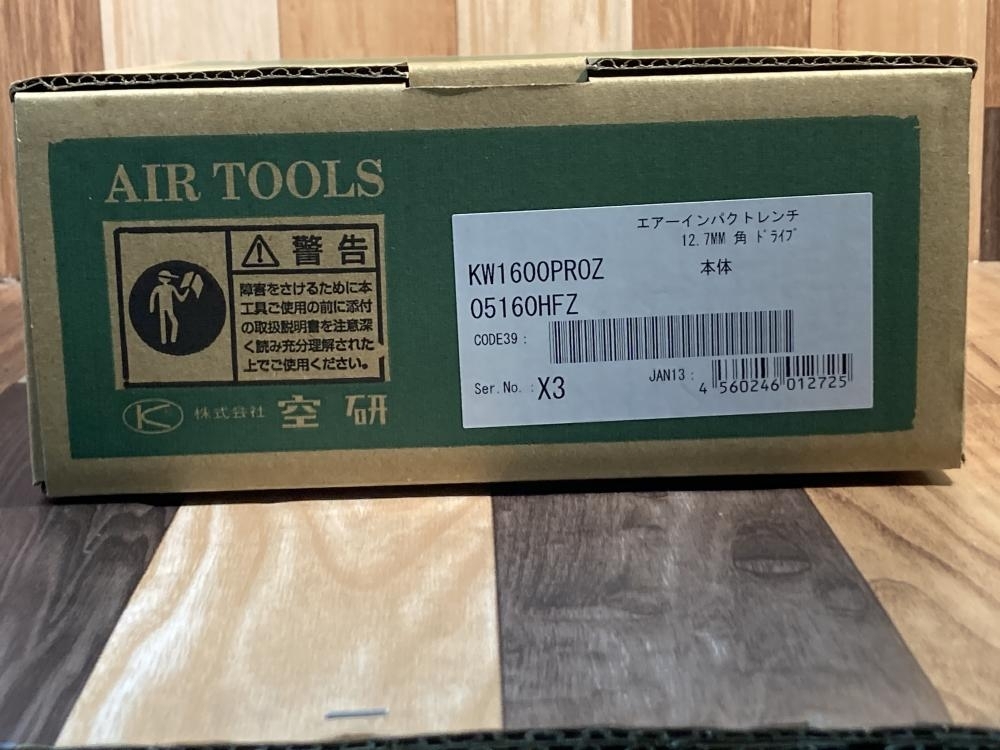 AIR TOOLS
警告
障害をさけるために本
工具ご使用の前に添付
の取扱説明書を注意深
く読み充分理解された
上でご使用ください。
K
株式会社 空研
エアーインパクトレンチ
12.7MM 角 ドライブ
KW1600PROZ 本体
05160HFZ
CODE39 :
Ser.No. : X3
JAN13 : 4 560246 012725